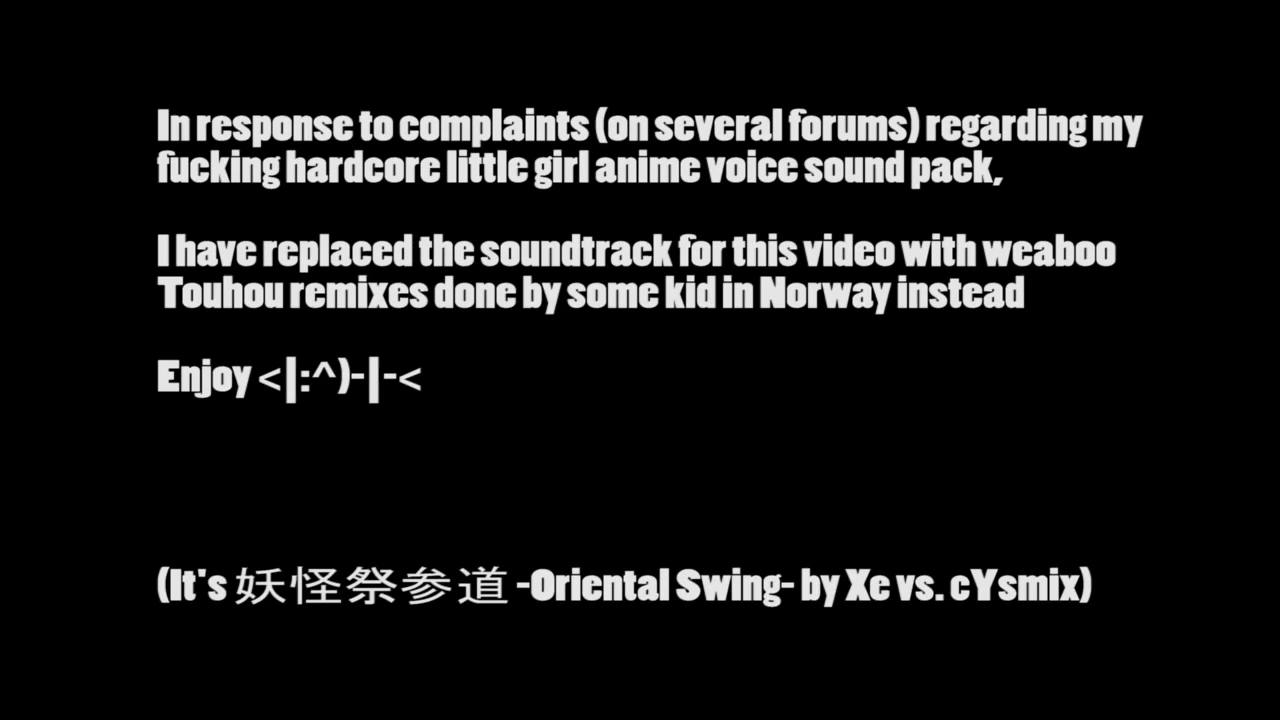 In response to complaints (on several forums) regarding my
fucking hardcore little girl anime voice sound pack,
I have replaced the soundtrack for this video with weaboo
Touhou remixes done by some kid in Norway instead
Enjoy <|:^)-|-<
(It's 妖怪祭参道 -Oriental Swing- by Xe vs. cYsmix)